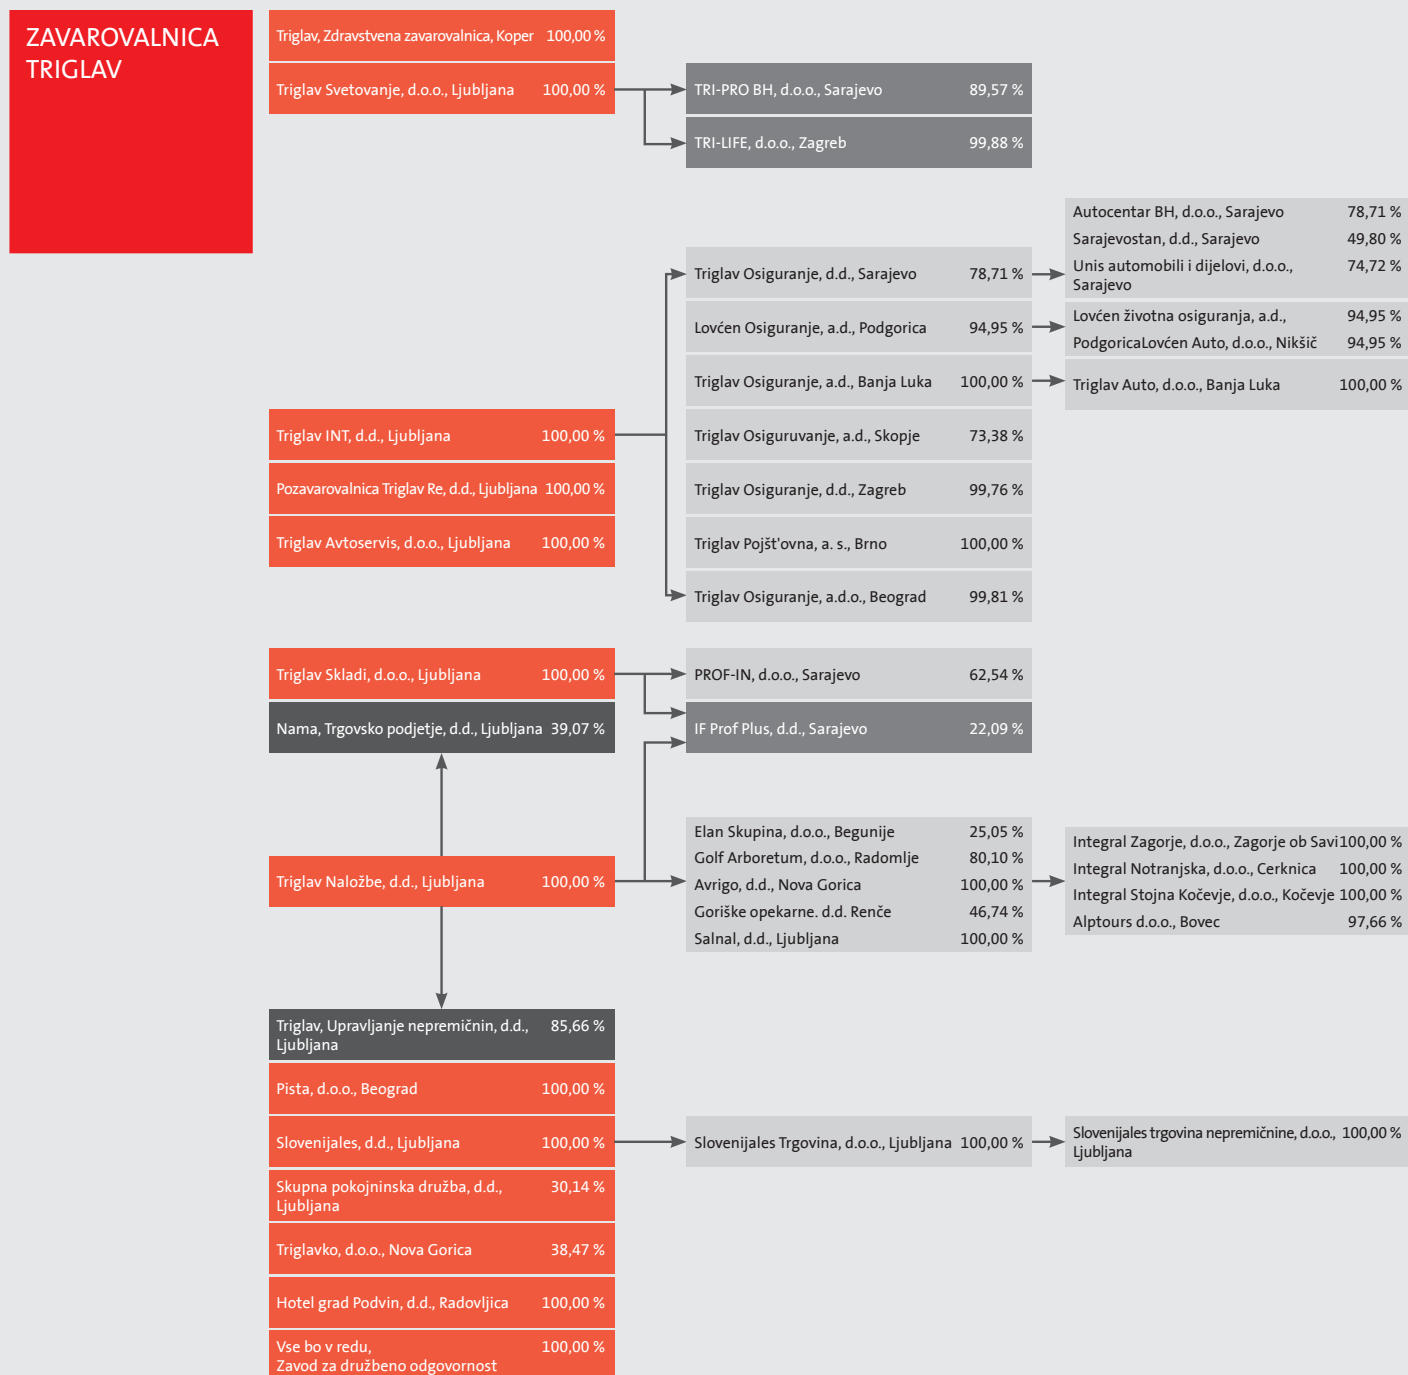 ZAVAROVALNICA
TRIGLAV
Triglav, Zdravstvena zavarovalnica, Koper 100,00 %
Triglav Svetovanje, d.o.o., Ljubljana 100,00 %
TRI-PRO BH, d.o.o., Sarajevo 89,57 %
TRI-LIFE, d.o.o., Zagreb 99,88 %
Triglav INT, d.d., Ljubljana 100,00 %
Pozavarovalnica Triglav Re, d.d., Ljubljana 100,00 %
Triglav Avtoservis, d.o.o., Ljubljana 100,00 %
Triglav Osiguranje, d.d., Sarajevo 78,71 %
Lovćen Osiguranje, a.d., Podgorica 94,95 %
Triglav Osiguranje, a.d., Banja Luka 100,00 %
Triglav Osiguruvanje, a.d., Skopje 73,38 %
Triglav Osiguranje, d.d., Zagreb 99,76 %
Triglav Pojšt'ovna, a. s., Brno 100,00 %
Triglav Osiguranje, a.d.o., Beograd 99,81 %
Autocentar BH, d.o.o., Sarajevo 78,71 %
Sarajevostan, d.d., Sarajevo 49,80 %
Unis automobili i dijelovi, d.o.o., 74,72 %
Sarajevo
Lovćen životna osiguranja, a.d., 94,95 %
PodgoricaLovćen Auto, d.o.o., Nikšič 94,95 %
Triglav Auto, d.o.o., Banja Luka 100,00 %
Triglav Skladi, d.o.o., Ljubljana 100,00 %
Nama, Trgovsko podjetje, d.d., Ljubljana 39,07 %
PROF-IN, d.o.o., Sarajevo 62,54 %
IF Prof Plus, d.d., Sarajevo 22,09 %
Triglav Naložbe, d.d., Ljubljana 100,00 %
Elan Skupina, d.o.o., Begunije 25,05 %
Golf Arboretum, d.o.o., Radomlje 80,10 %
Avrigo, d.d., Nova Gorica 100,00 %
Goriške opekarne. d.d. Renče 46,74 %
Salnal, d.d., Ljubljana 100,00 %
Integral Zagorje, d.o.o., Zagorje ob Savi 100,00 %
Integral Notranjska, d.o.o., Cerknica 100,00 %
Integral Stojna Kočevje, d.o.o., Kočevje 100,00 %
Alptours d.o.o., Bovec 97,66 %
Triglav, Upravljanje nepremičnin, d.d., 85,66 %
Ljubljana
Pista, d.o.o., Beograd 100,00 %
Slovenijales, d.d., Ljubljana 100,00 %
Slovenijales Trgovina, d.o.o., Ljubljana 100,00 %
Slovenijales trgovina nepremičnine, d.o.o., 100,00 %
Ljubljana
Skupna pokojninska družba, d.d., 30,14 %
Ljubljana
Triglavko, d.o.o., Nova Gorica 38,47 %
Hotel grad Podvin, d.d., Radovljica 100,00 %
Vse bo v redu, 100,00 %
Zavod za družbeno odgovornost